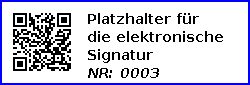 Platzhalter für
die elektronische
Signatur
NR: 0003